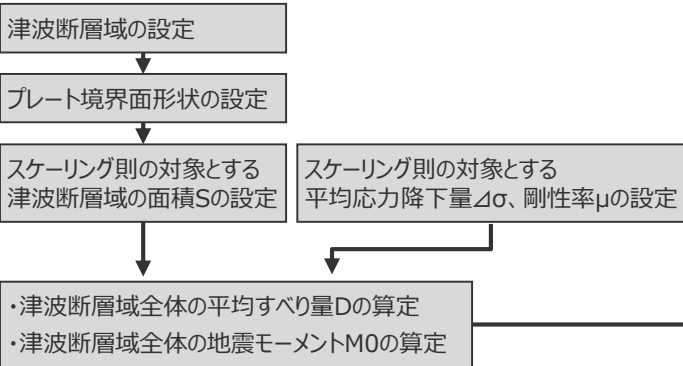 津波断層域の設定
プレート境界面形状の設定
スケーリング則の対象とする
津波断層域の面積Sの設定
スケーリング則の対象とする
平均応力降下量⊿σ、剛性率μの設定
・津波断層域全体の平均すべり量Dの算定
・津波断層域全体の地震モーメントM0の算定